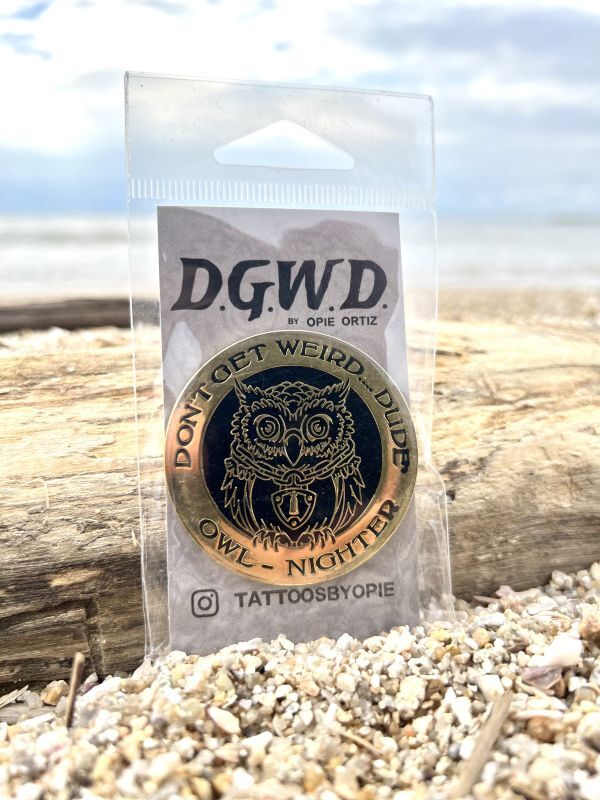 D.G.W.D.
BY OPIE ORTIZ
DON'T GET WEIRD...DUDE
OWL - NIGHTER
TATTOOSBYOPIE